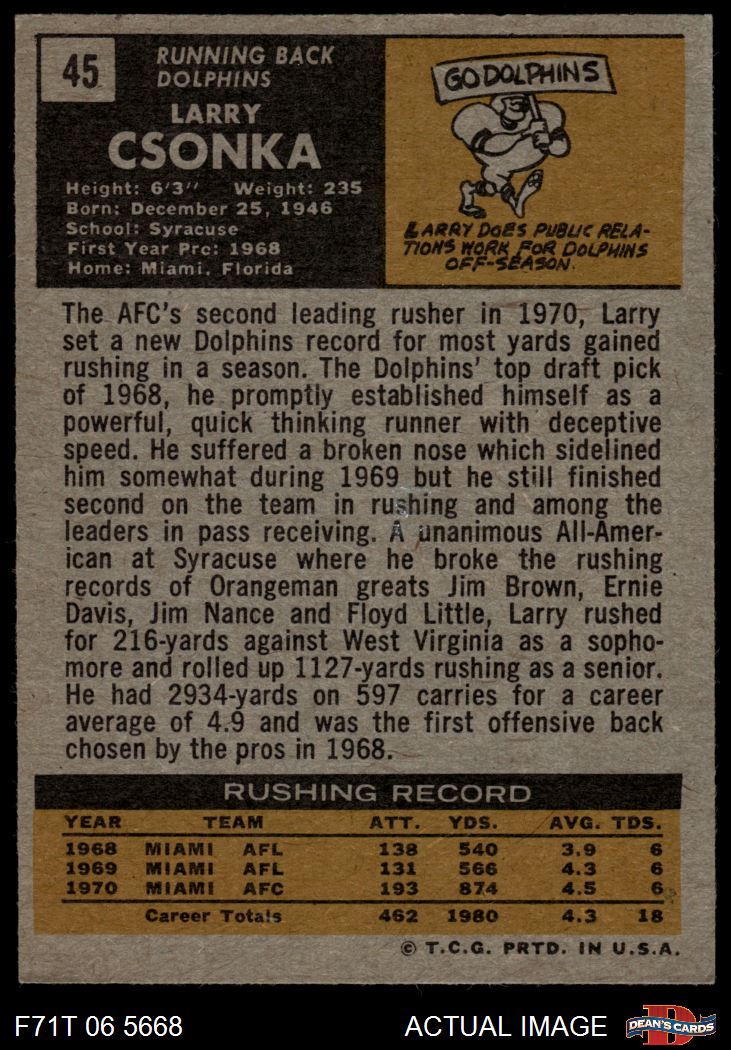 45
RUNNING BACK
DOLPHINS
LARRY
CSONKA
Height: 6'3" Weight: 235
Born: December 25, 1946
School: Syracuse
First Year Pro: 1968
Home: Miami, Florida
GO DOLPHINS
LARRY DOES PUBLIC RELA-
TIONS WORK FOR DOLPHINS
OFF-SEASON.
The AFC's second leading rusher in 1970, Larry
set a new Dolphins record for most yards gained
rushing in a season. The Dolphins' top draft pick
of 1968, he promptly established himself as a
powerful, quick thinking runner with deceptive
speed. He suffered a broken nose which sidelined
him somewhat during 1969 but he still finished
second on the team in rushing and among the
leaders in pass receiving. A unanimous All-Amer-
ican at Syracuse where he broke the rushing
records of Orangeman greats Jim Brown, Ernie
Davis, Jim Nance and Floyd Little, Larry rushed
for 216-yards against West Virginia as a sopho-
more and rolled up 1127-yards rushing as a senior.
He had 2934-yards on 597 carries for a career
average of 4.9 and was the first offensive back
chosen by the pros in 1968.
RUSHING RECORD
YEAR TEAM ATT. YDS. AVG. TDS.
1968 MIAMI AFL 138 540 3.9 6
1969 MIAMI AFL 131 566 4.3 6
1970 MIAMI AFC 193 874 4.5 6
Career Totals 462 1980 4.3 18
© T.C.G. PRTD. IN U.S.A.
F71T 06 5668 ACTUAL IMAGE D DEAN'S CARDS